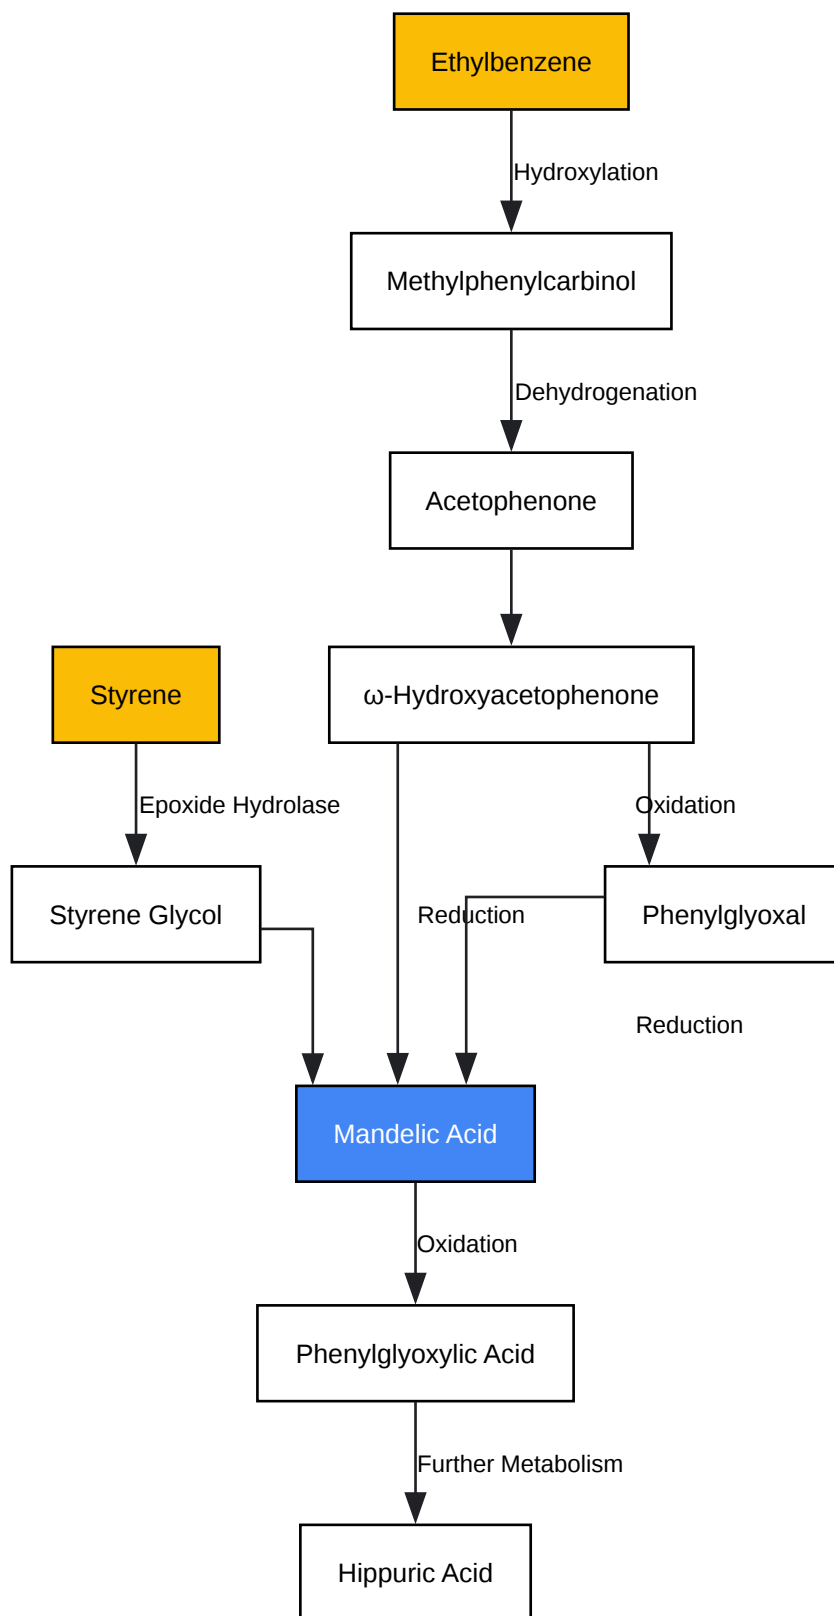 Ethylbenzene
Hydroxylation
Methylphenylcarbinol
Dehydrogenation
Acetophenone
Styrene
ω-Hydroxyacetophenone
Epoxide Hydrolase
Oxidation
Styrene Glycol
Reduction
Phenylglyoxal
Reduction
Mandelic Acid
Oxidation
Phenylglyoxylic Acid
Further Metabolism
Hippuric Acid